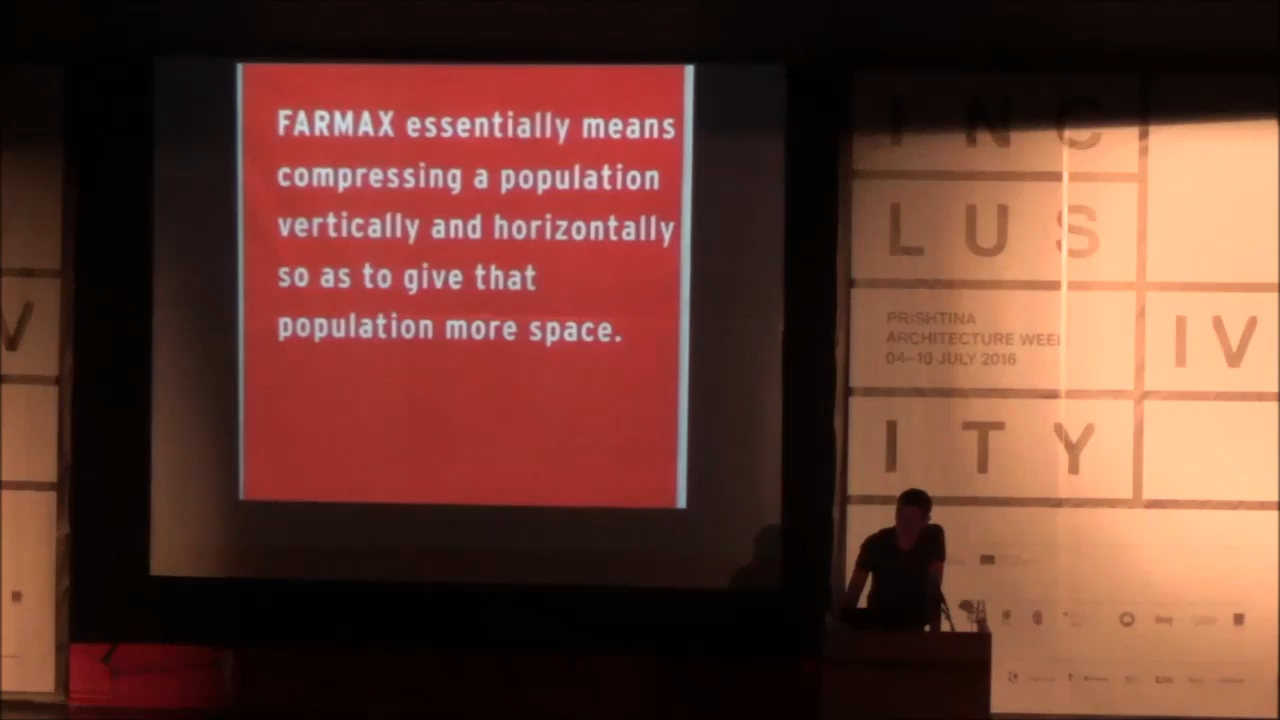 FARMAX essentially means
compressing a population
vertically and horizontally
so as to give that
population more space.
V
INC
LUS
PRISHTINA
ARCHITECTURE WEEK
04–10 JULY 2016
IV
ITY